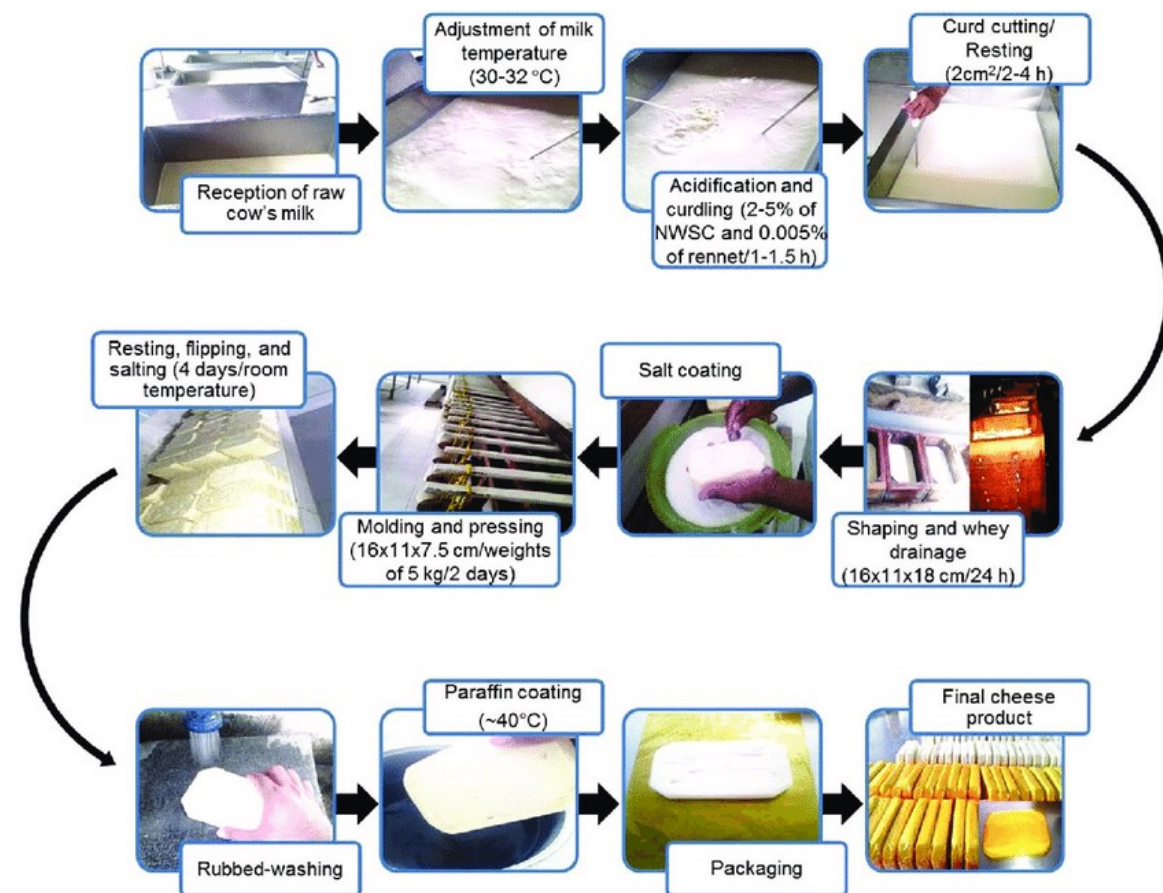 Reception of raw
cow's milk
Adjustment of milk
temperature
(30-32 °C)
Acidification and
curdling (2-5% of
NWSC and 0.005%
of rennet/1-1.5 h)
Curd cutting/
Resting
(2cm²/2-4 h)
Shaping and whey
drainage
(16x11x18 cm/24 h)
Salt coating
Molding and pressing
(16x11x7.5 cm/weights
of 5 kg/2 days)
Resting, flipping, and
salting (4 days/room
temperature)
Rubbed-washing
Paraffin coating
(~40°C)
Packaging
Final cheese
product